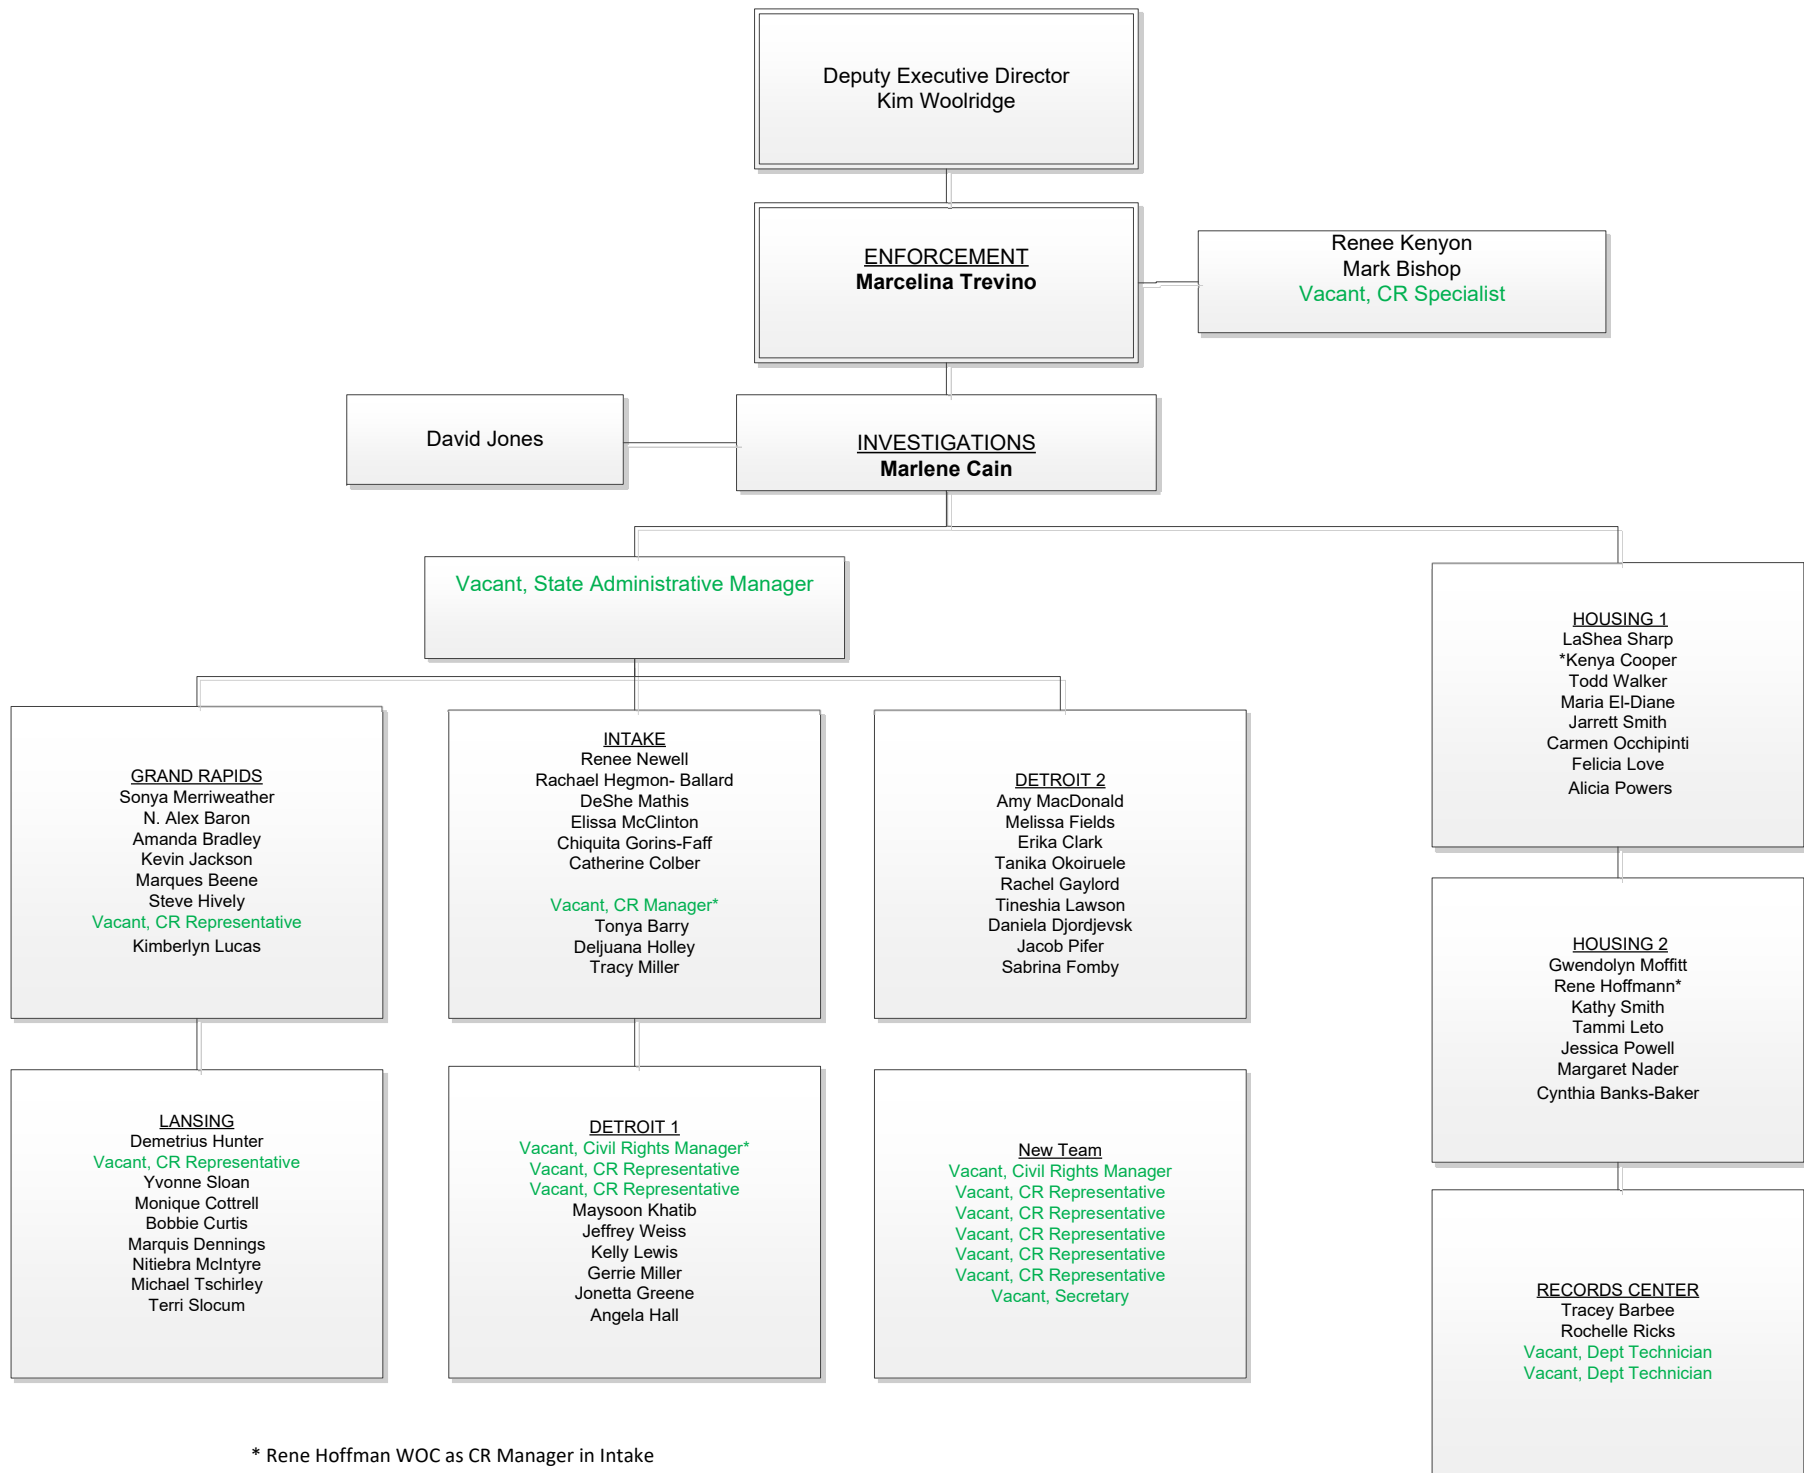 Deputy Executive Director
Kim Woolridge
ENFORCEMENT
Marcelina Trevino
Renee Kenyon
Mark Bishop
Vacant, CR Specialist
David Jones
INVESTIGATIONS
Marlene Cain
Vacant, State Administrative Manager
GRAND RAPIDS
Sonya Merriweather
N. Alex Baron
Amanda Bradley
Kevin Jackson
Marques Beene
Steve Hively
Vacant, CR Representative
Kimberlyn Lucas
INTAKE
Renee Newell
Rachael Hegmon- Ballard
DeShe Mathis
Elissa McClinton
Chiquita Gorins-Faff
Catherine Colber
Vacant, CR Manager*
Tonya Barry
Deljuana Holley
Tracy Miller
DETROIT 2
Amy MacDonald
Melissa Fields
Erika Clark
Tanika Okoiruele
Rachel Gaylord
Tineshia Lawson
Daniela Djordjevsk
Jacob Pifer
Sabrina Fomby
HOUSING 1
LaShea Sharp
*Kenya Cooper
Todd Walker
Maria El-Diane
Jarrett Smith
Carmen Occhipinti
Felicia Love
Alicia Powers
HOUSING 2
Gwendolyn Moffitt
Rene Hoffmann*
Kathy Smith
Tammi Leto
Jessica Powell
Margaret Nader
Cynthia Banks-Baker
LANSING
Demetrius Hunter
Vacant, CR Representative
Yvonne Sloan
Monique Cottrell
Bobbie Curtis
Marquis Dennings
Nitiebra McIntyre
Michael Tschirley
Terri Slocum
DETROIT 1
Vacant, Civil Rights Manager*
Vacant, CR Representative
Vacant, CR Representative
Maysoon Khatib
Jeffrey Weiss
Kelly Lewis
Gerrie Miller
Jonetta Greene
Angela Hall
New Team
Vacant, Civil Rights Manager
Vacant, CR Representative
Vacant, CR Representative
Vacant, CR Representative
Vacant, CR Representative
Vacant, CR Representative
Vacant, Secretary
RECORDS CENTER
Tracey Barbee
Rochelle Ricks
Vacant, Dept Technician
Vacant, Dept Technician
* Rene Hoffman WOC as CR Manager in Intake